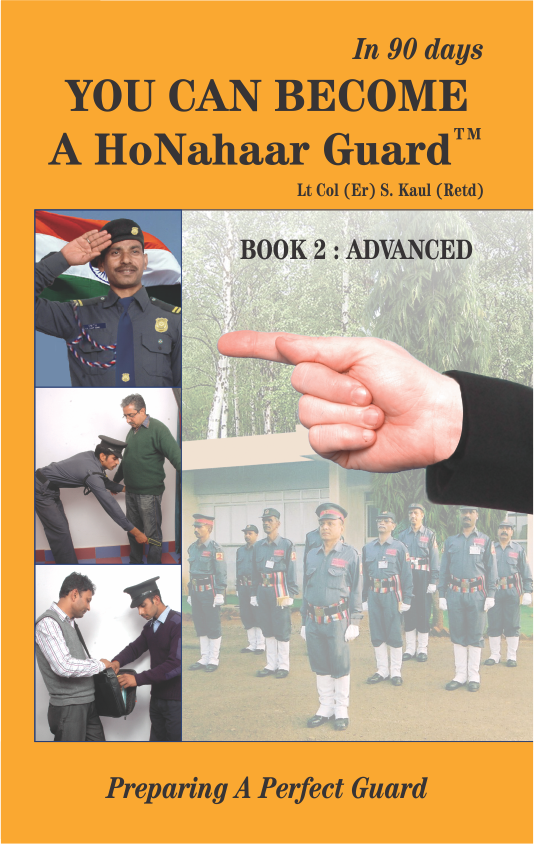 In 90 days
YOU CAN BECOME
A HoNahaar Guard™
Lt Col (Er) S. Kaul (Retd)
BOOK 2 : ADVANCED
Preparing A Perfect Guard